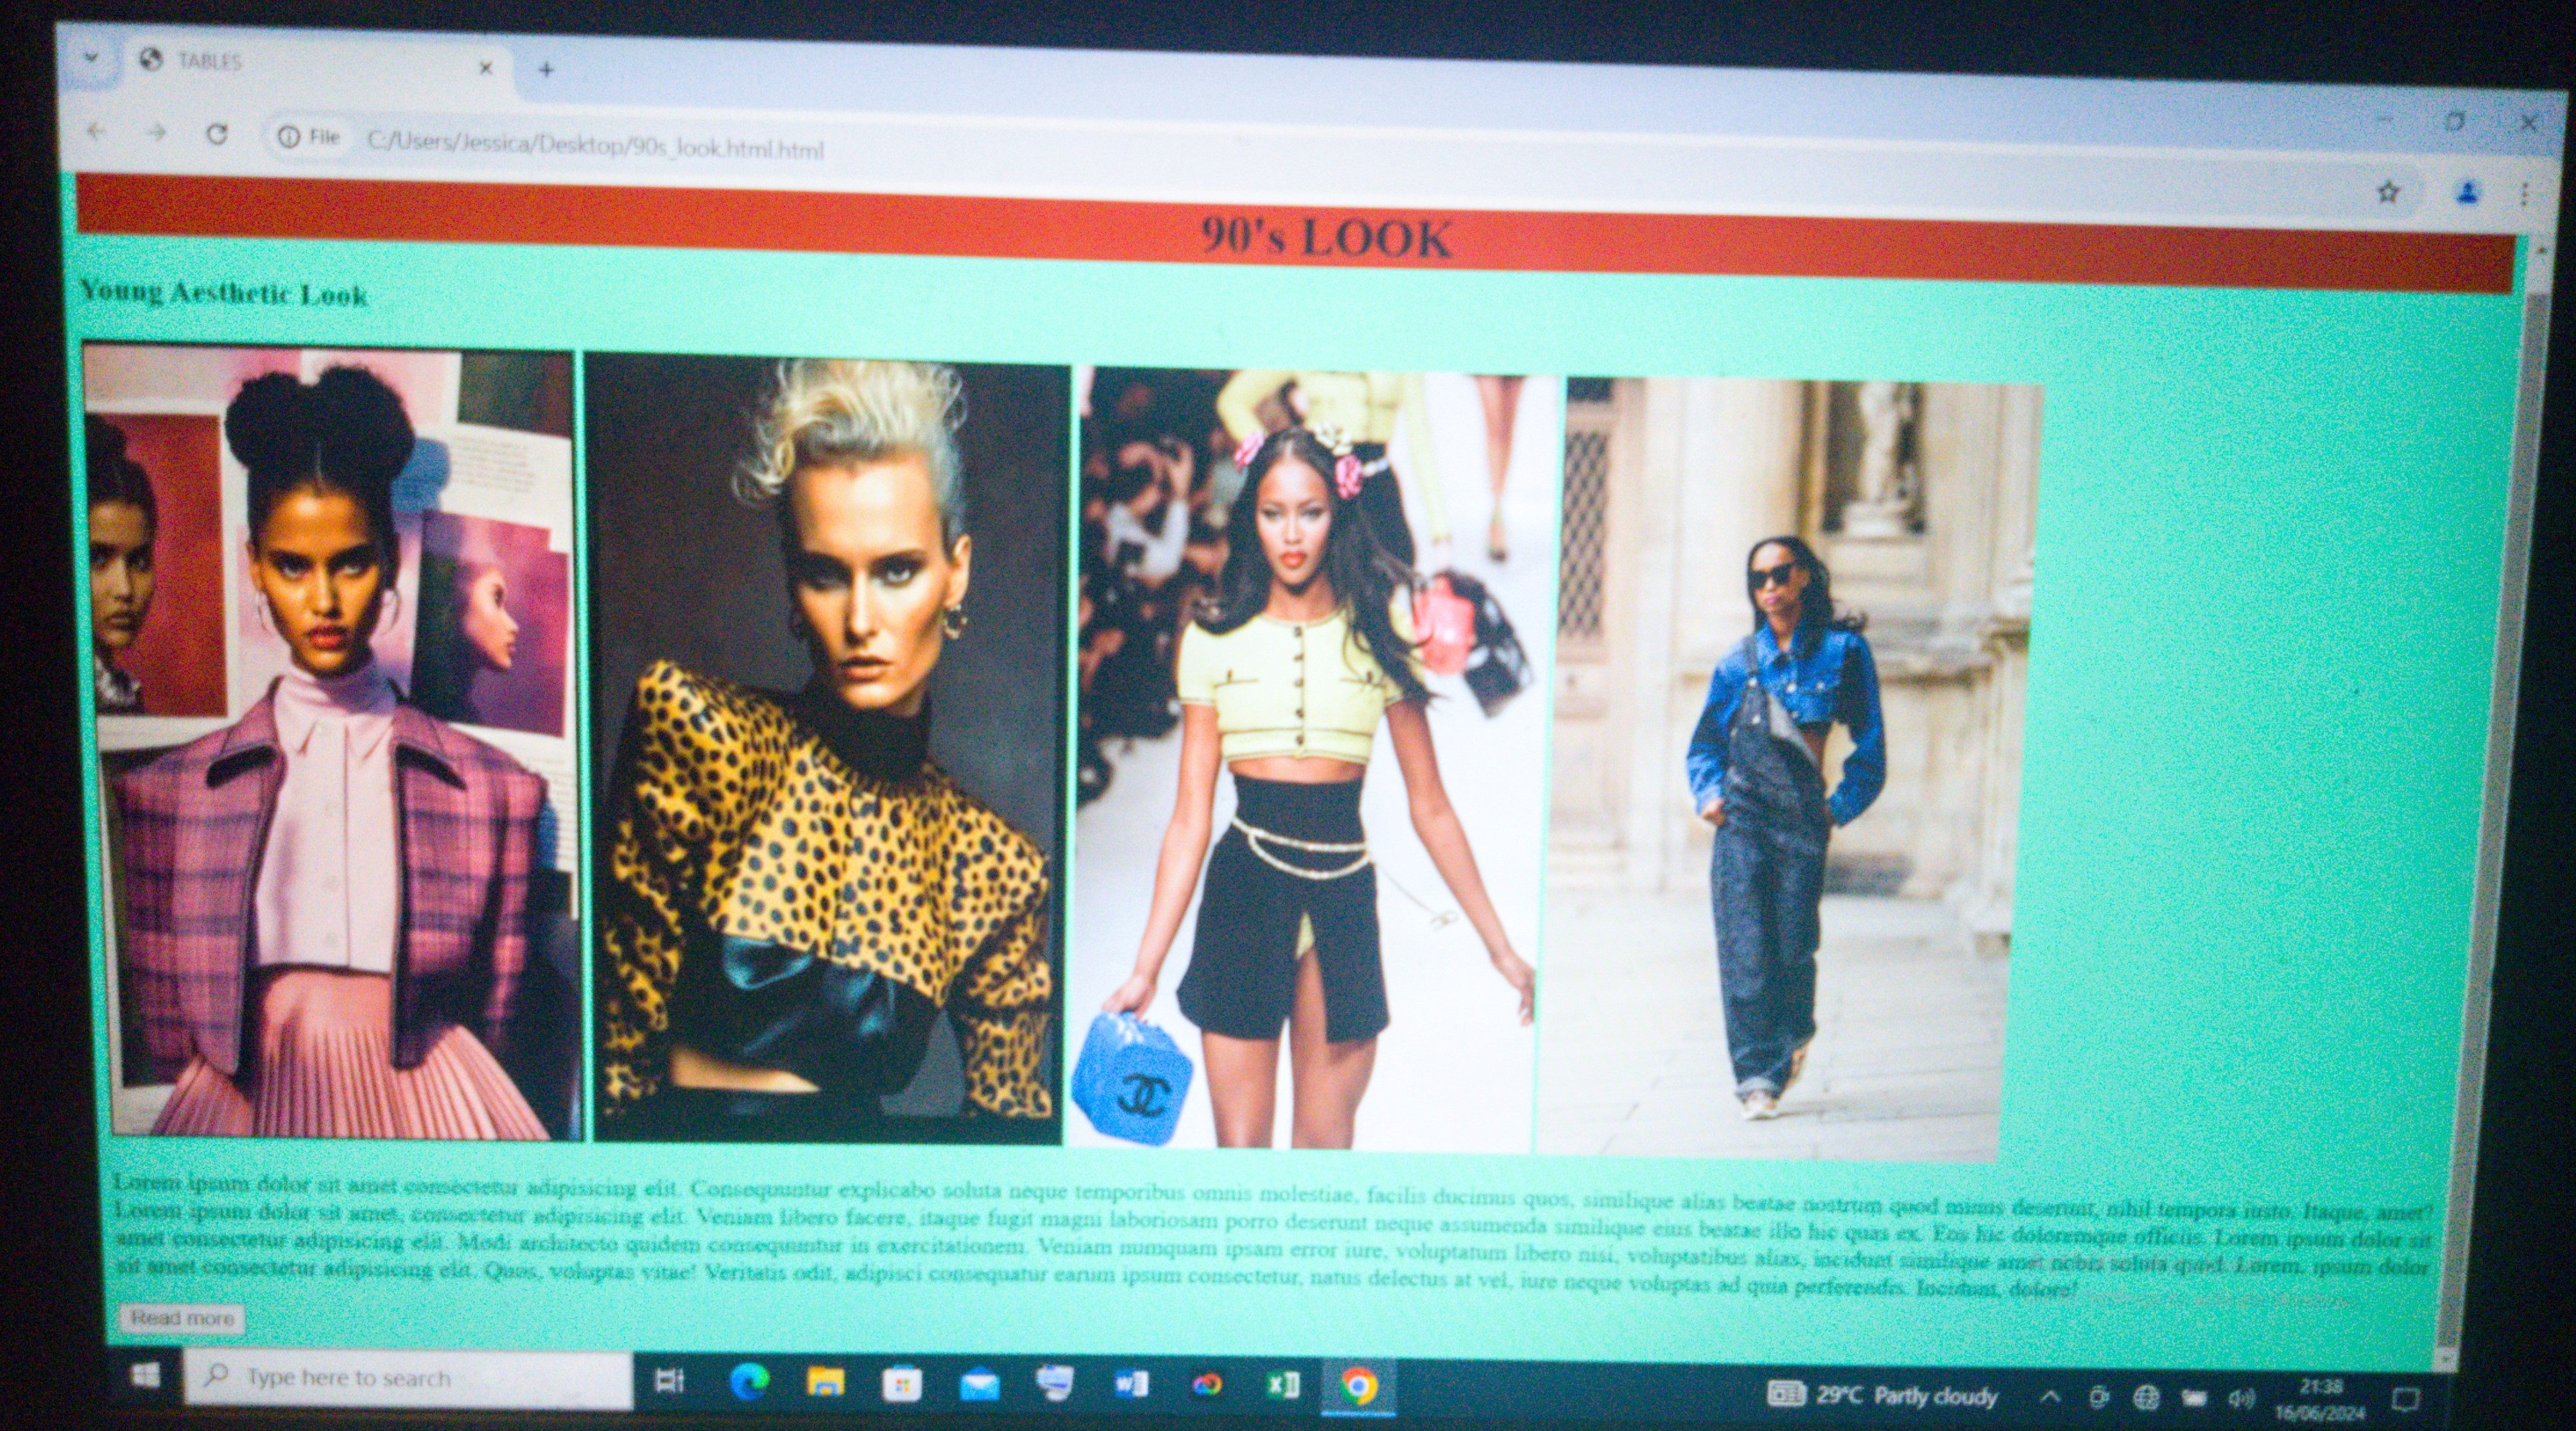 TABLES
File C:/Users/Jessica/Desktop/90s_look.html.html
90's LOOK
Young Aesthetic Look
Lorem ipsum dolor sit amet consectetur adipisicing elit. Consequuntur explicabo soluta neque temporibus omnis molestiae, facilis ducimus quos, similique alias beatae nostrum quod minus deserunt, nihil tempora iusto. Itaque, amet?
Lorem ipsum dolor sit amet, consectetur adipisicing elit. Veniam libero facere, itaque fugit magni laboriosam porro deserunt neque assumenda similique eius beatae illo hic quas ex. Eos hic doloremque officiis. Lorem ipsum dolor sit
amet consectetur adipisicing elit. Modi architecto quidem consequuntur in exercitationem. Veniam numquam ipsam error iure, voluptatum libero nisi, voluptatibus alias, incidunt similique amet nobis soluta quod. Lorem, ipsum dolor
sit amet consectetur adipisicing elit. Quos, voluptas vitae! Veritatis odit, adipisci consequatur earum ipsum consectetur, natus delectus at vel, iure neque voluptas ad quia perferendis. Incidunt, dolore!
Read more
Type here to search
29°C Partly cloudy
21:38
16/06/2024